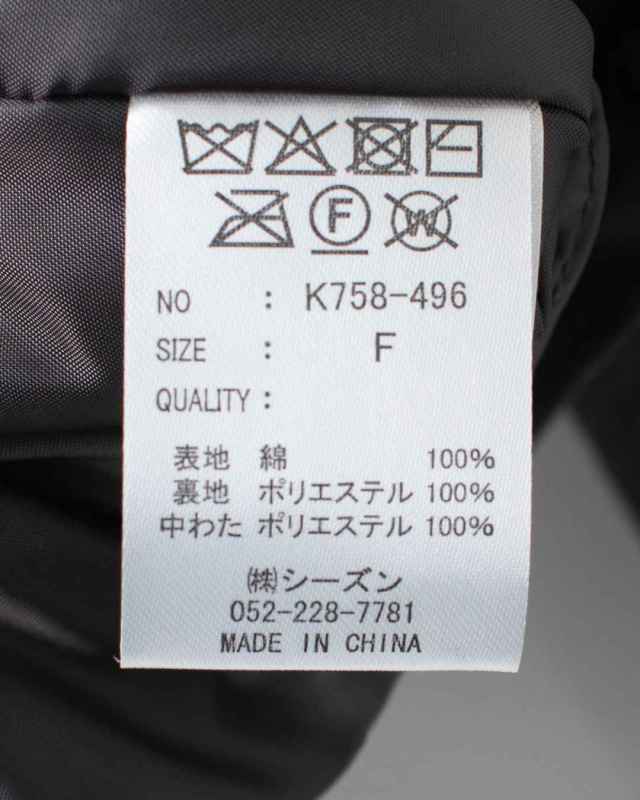 F W
NO : K758-496
SIZE : F
QUALITY :
表地 綿 100%
裏地 ポリエステル 100%
中わた ポリエステル 100%
㈱シーズン
052-228-7781
MADE IN CHINA